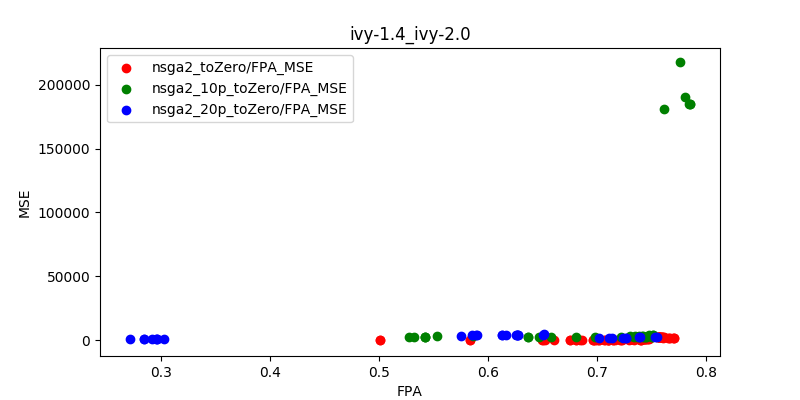 ivy-1.4_ivy-2.0
nsga2_toZero/FPA_MSE
nsga2_10p_toZero/FPA_MSE
nsga2_20p_toZero/FPA_MSE
200000
150000
100000
50000
0
MSE
0.3 0.4 0.5 0.6 0.7 0.8
FPA